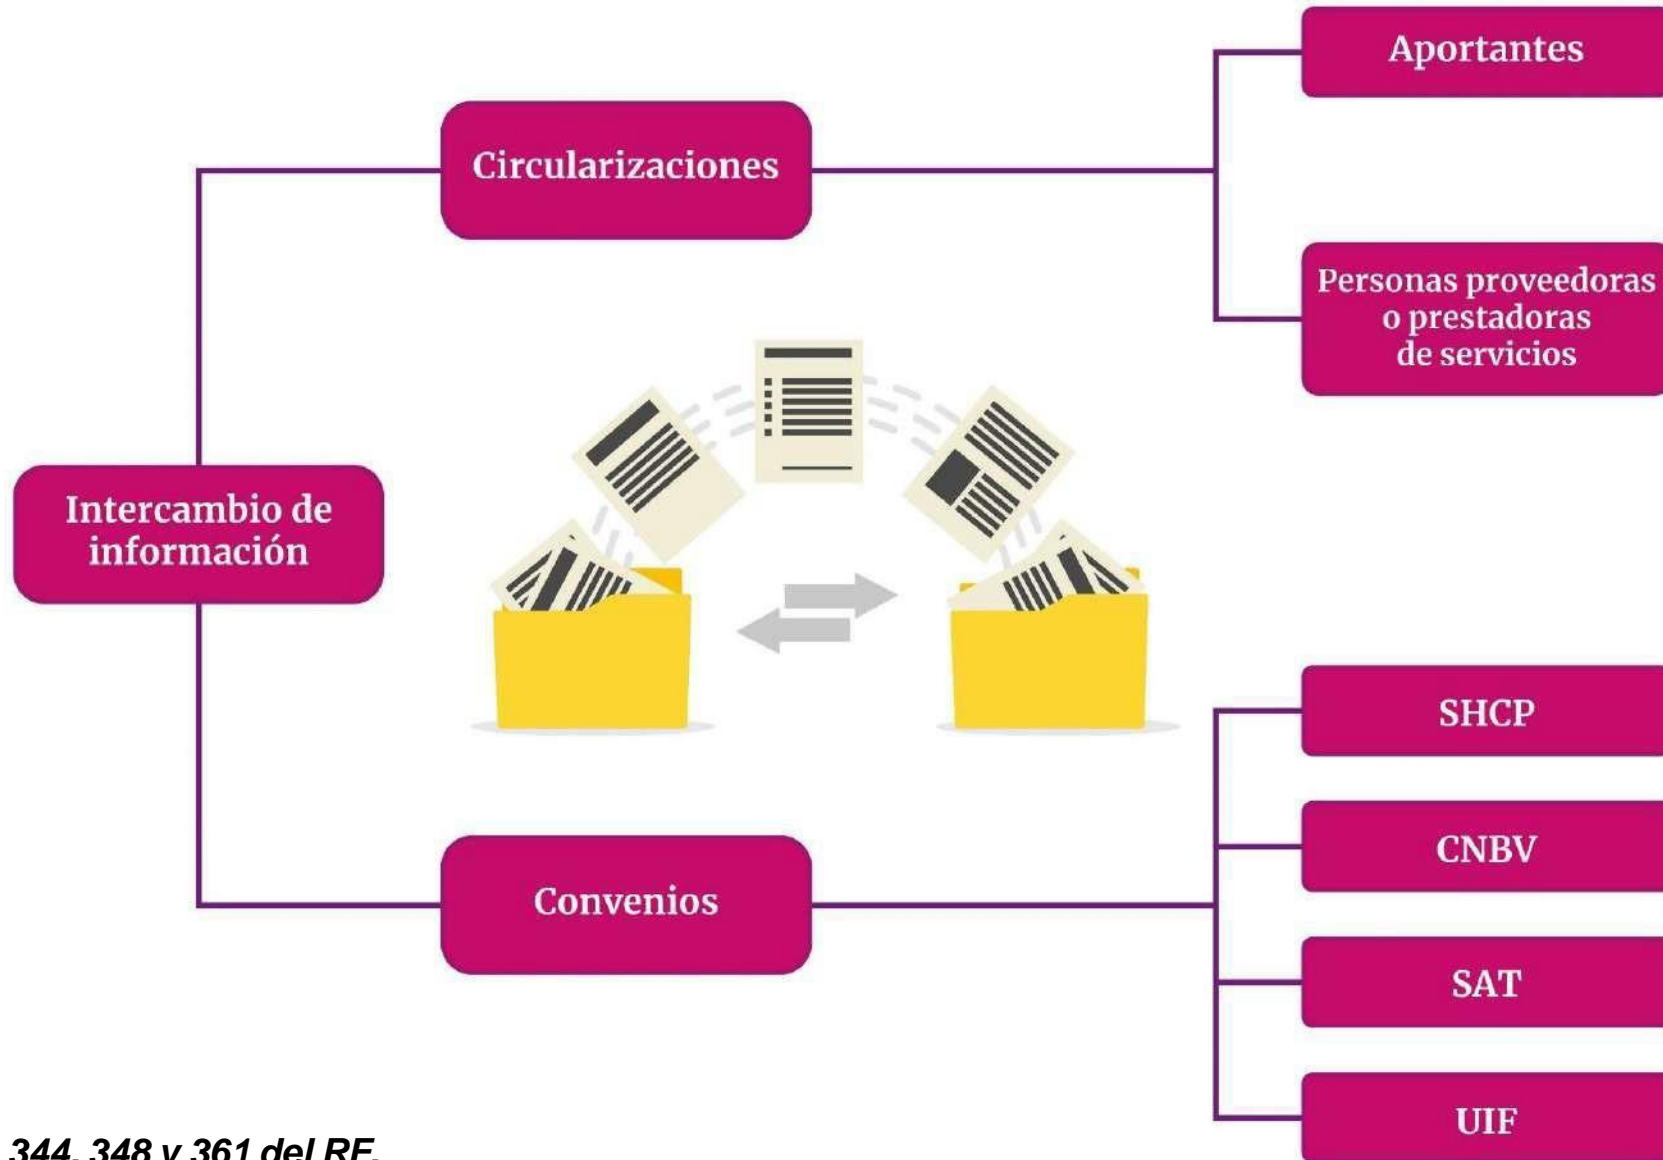 Aportantes
Circularizaciones
Personas proveedoras
o prestadoras
de servicios
Intercambio de
información
SHCP
CNBV
Convenios
SAT
UIF
344, 348 y 361 del RF.